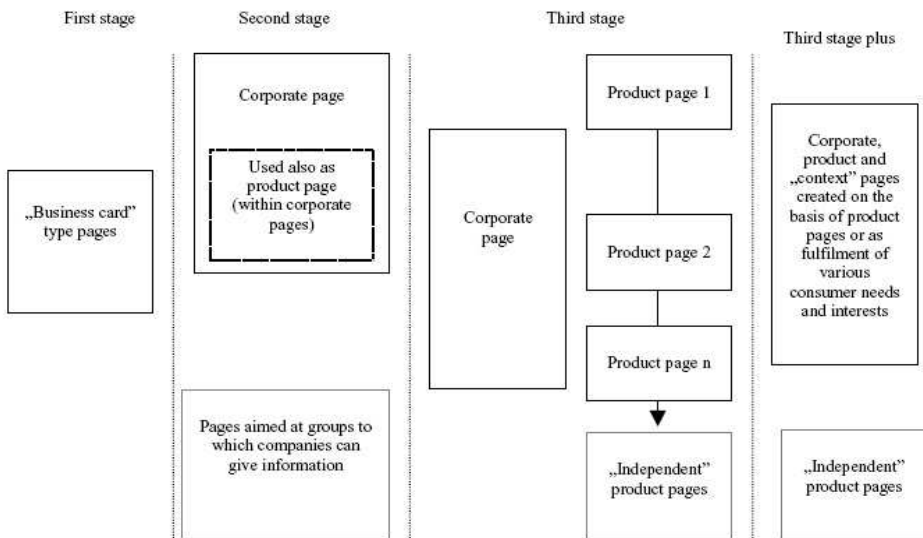 First stage
Second stage
Third stage
Third stage plus
„Business card”
type pages
Corporate page
Used also as
product page
(within corporate
pages)
Pages aimed at groups to
which companies can
give information
Corporate
page
Product page 1
Product page 2
Product page n
„Independent”
product pages
Corporate,
product and
„context” pages
created on the
basis of product
pages or as
fulfilment of
various
consumer needs
and interests
„Independent”
product pages